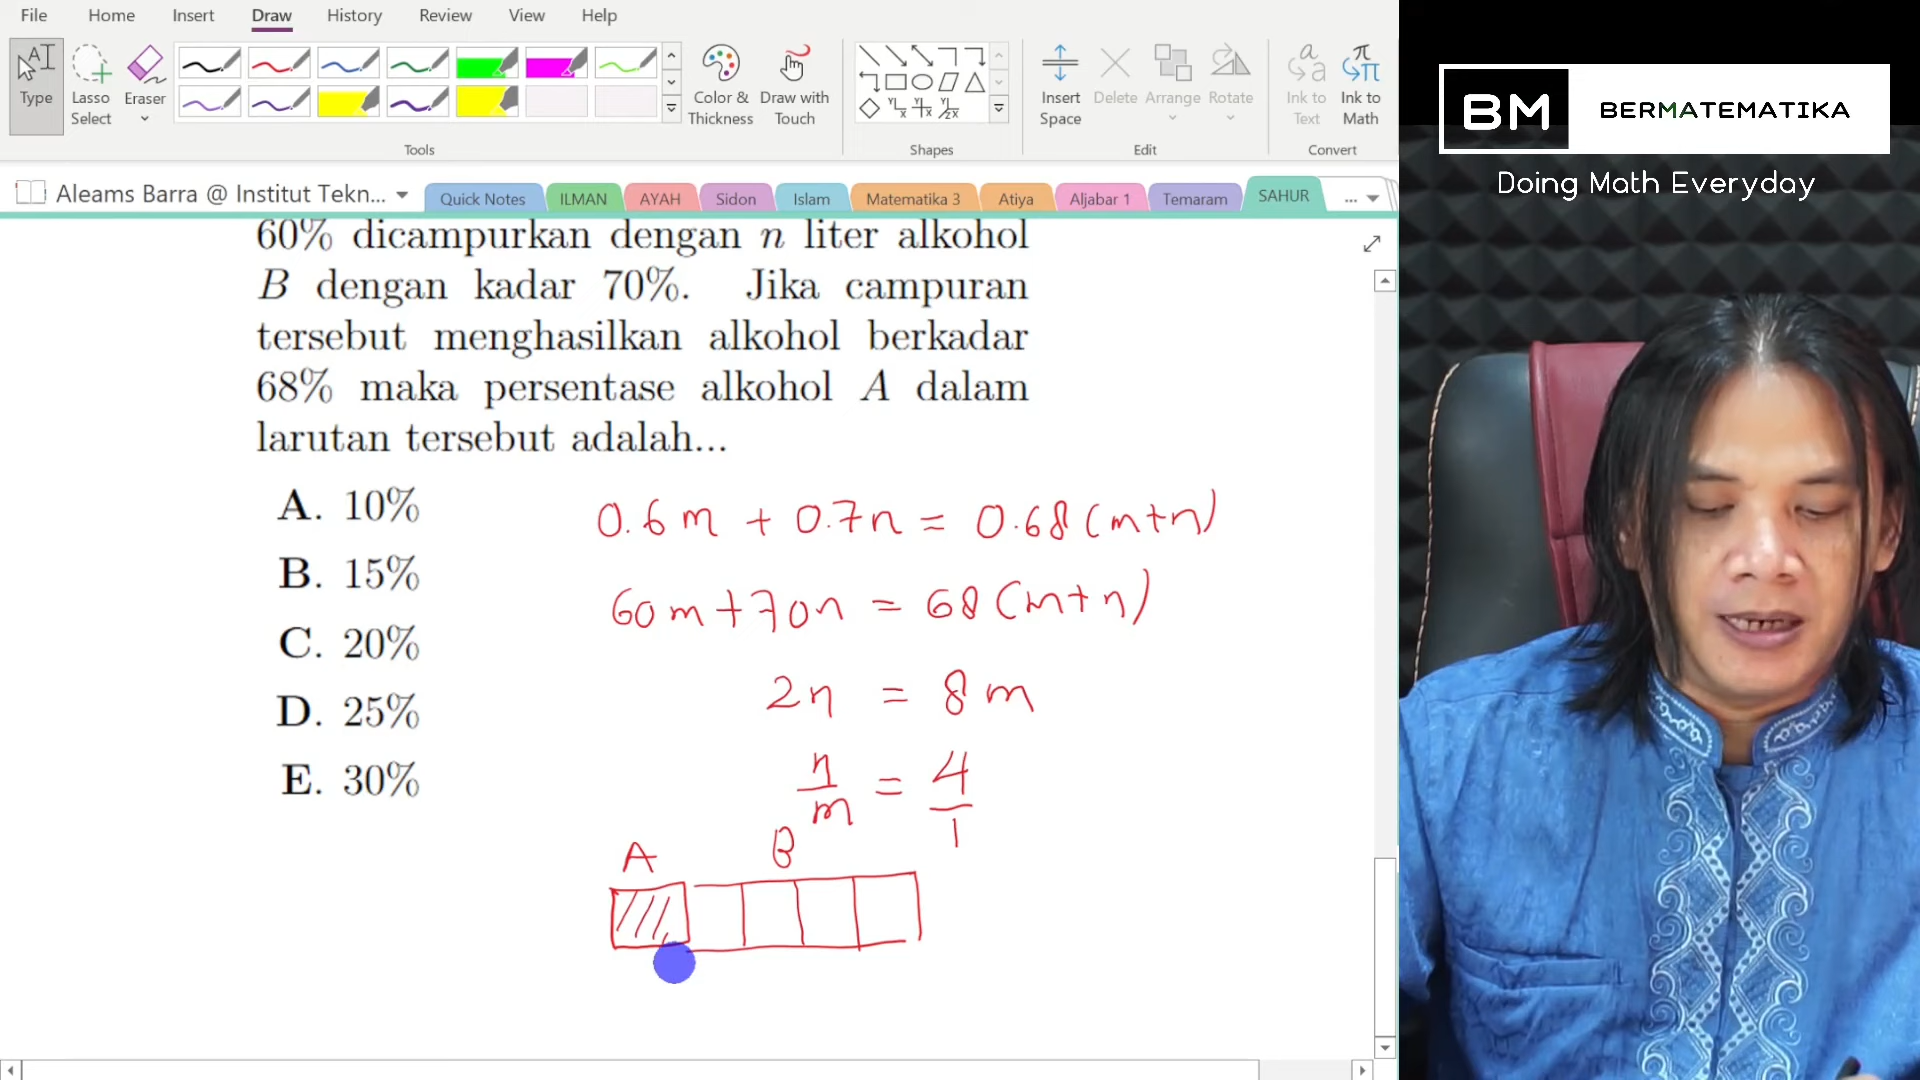 File Home Insert Draw History Review View Help
Type
Lasso Select
Eraser
Color & Thickness
Draw with Touch
Insert Space
Delete
Arrange
Rotate
Ink to Text
Ink to Math
Tools Shapes Edit Convert
Aleams Barra @ Institut Tekn... Quick Notes ILMAN AYAH Sidon Islam Matematika 3 Atiya Aljabar 1 Temaram SAHUR ...
BM BERMATEMATIKA
Doing Math Everyday
60% dicampurkan dengan n liter alkohol
B dengan kadar 70%. Jika campuran
tersebut menghasilkan alkohol berkadar
68% maka persentase alkohol A dalam
larutan tersebut adalah...
A. 10%
B. 15%
C. 20%
D. 25%
E. 30%
0.6m + 0.7n = 0.68(m+n)
60m+70n = 68(m+n)
2n = 8m
n/m = 4/1
A B